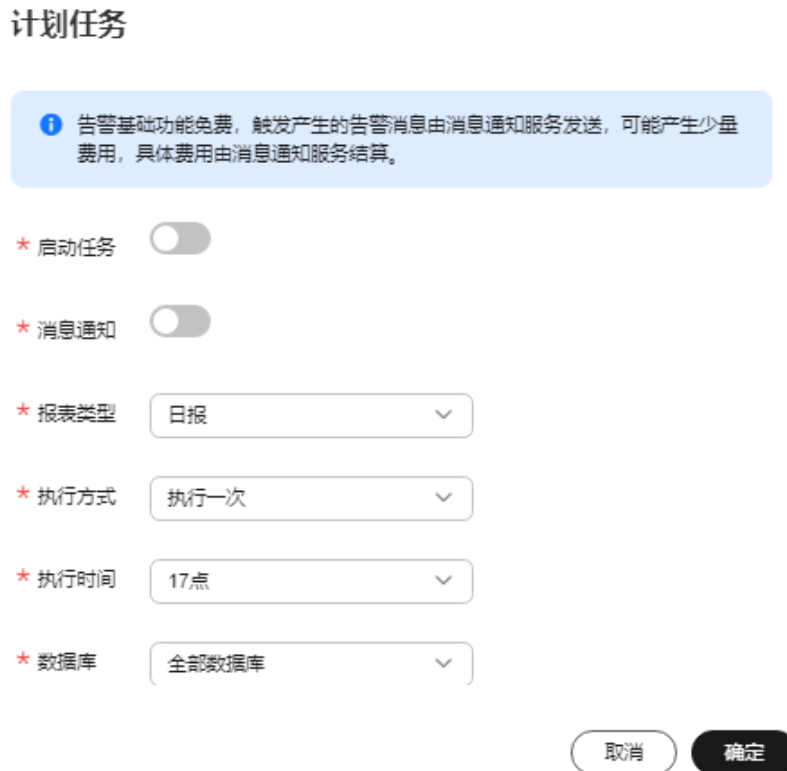 计划任务
告警基础功能免费，触发产生的告警消息由消息通知服务发送，可能产生少量
费用，具体费用由消息通知服务结算。
* 启动任务
* 消息通知
* 报表类型 日报
* 执行方式 执行一次
* 执行时间 17点
* 数据库 全部数据库
取消 确定